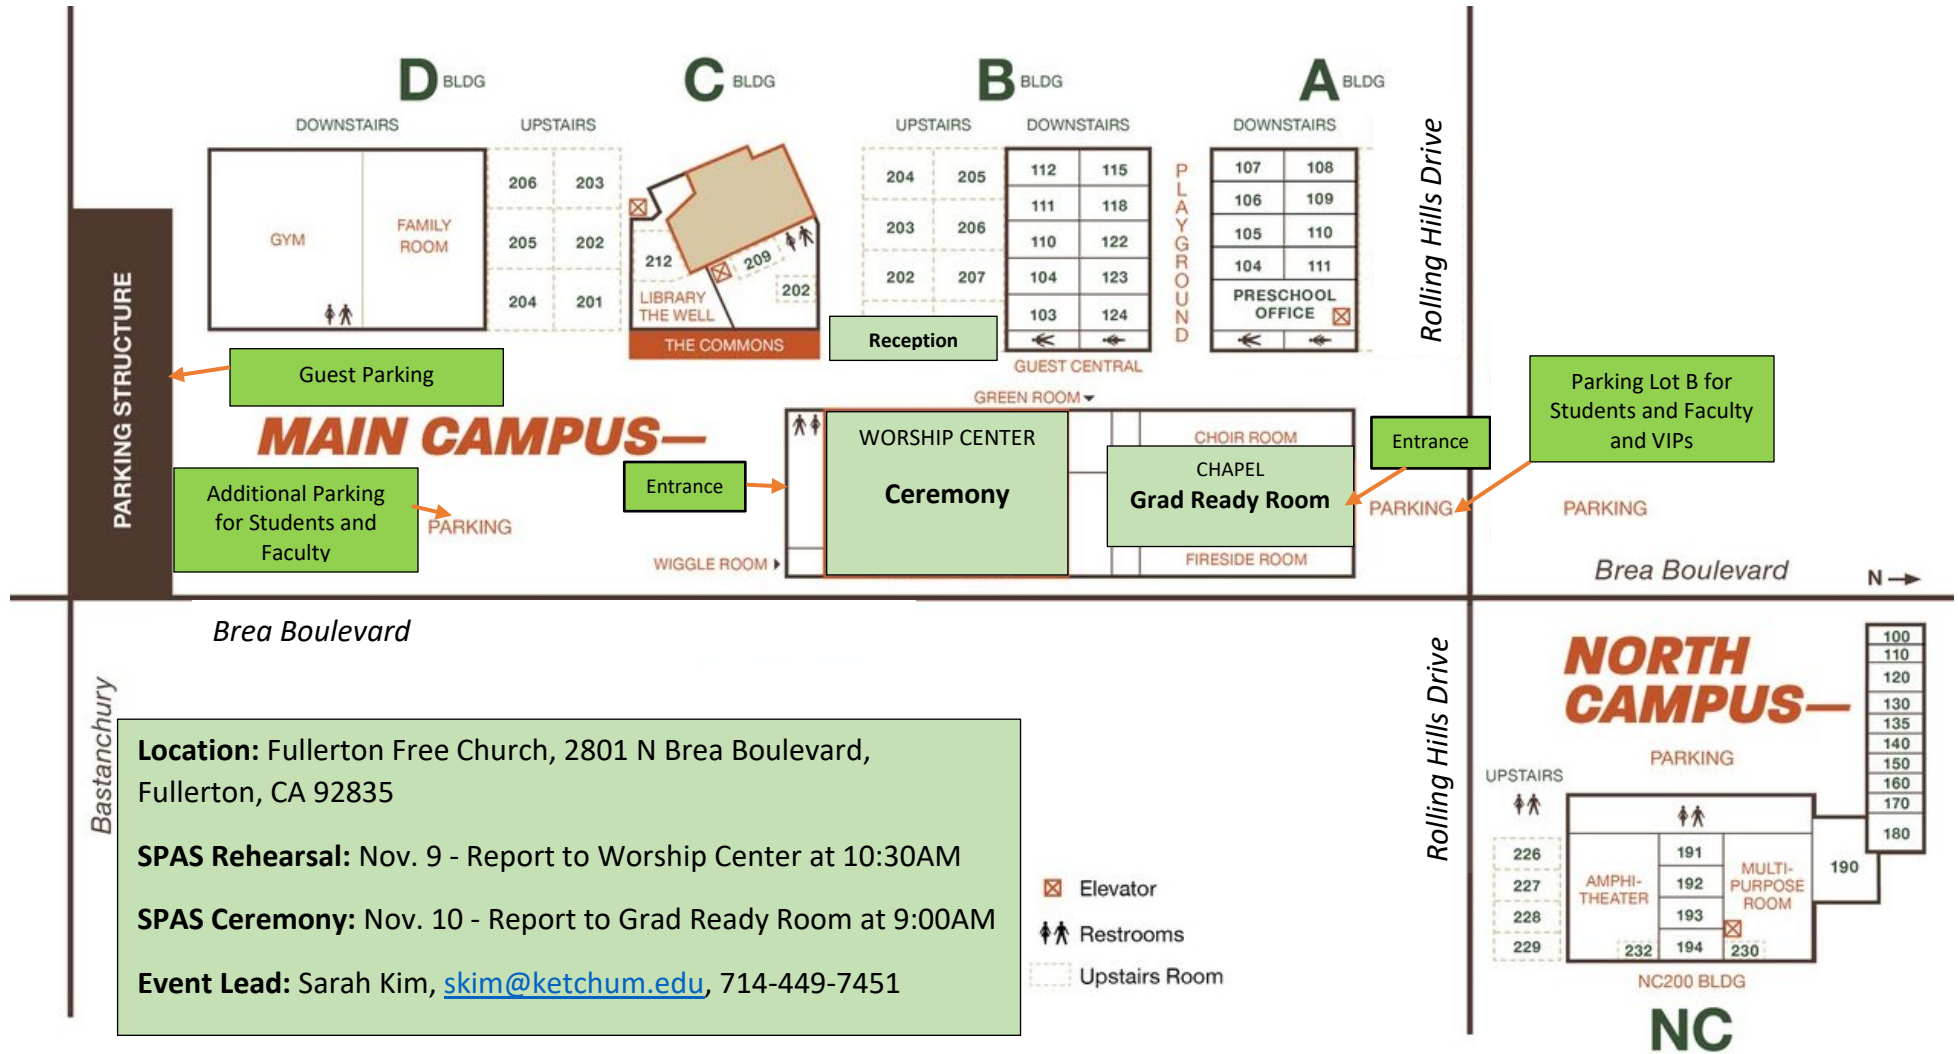 D BLDG
C BLDG
B BLDG
A BLDG
DOWNSTAIRS
UPSTAIRS
UPSTAIRS
DOWNSTAIRS
DOWNSTAIRS
GYM
FAMILY
ROOM
206 203
205 202
204 201
212
209
202
LIBRARY
THE WELL
THE COMMONS
204 205
203 206
202 207
Reception
112 115
111 118
110 122
104 123
103 124
GUEST CENTRAL
PLAYGROUND
107 108
106 109
105 110
104 111
PRESCHOOL
OFFICE
Rolling Hills Drive
PARKING STRUCTURE
Guest Parking
MAIN CAMPUS—
Additional Parking
for Students and
Faculty
PARKING
Entrance
WIGGLE ROOM
GREEN ROOM
WORSHIP CENTER
Ceremony
CHOIR ROOM
CHAPEL
Grad Ready Room
FIRESIDE ROOM
Entrance
PARKING
Parking Lot B for
Students and Faculty
and VIPs
PARKING
Brea Boulevard
N
Brea Boulevard
Bastanchury
Location: Fullerton Free Church, 2801 N Brea Boulevard,
Fullerton, CA 92835
SPAS Rehearsal: Nov. 9 - Report to Worship Center at 10:30AM
SPAS Ceremony: Nov. 10 - Report to Grad Ready Room at 9:00AM
Event Lead: Sarah Kim, skim@ketchum.edu, 714-449-7451
Elevator
Restrooms
Upstairs Room
Rolling Hills Drive
NORTH
CAMPUS—
PARKING
100
110
120
130
135
140
150
160
170
180
190
UPSTAIRS
226
227
228
229
AMPHI-
THEATER
232
191
192
193
194
MULTI-
PURPOSE
ROOM
230
NC200 BLDG
NC